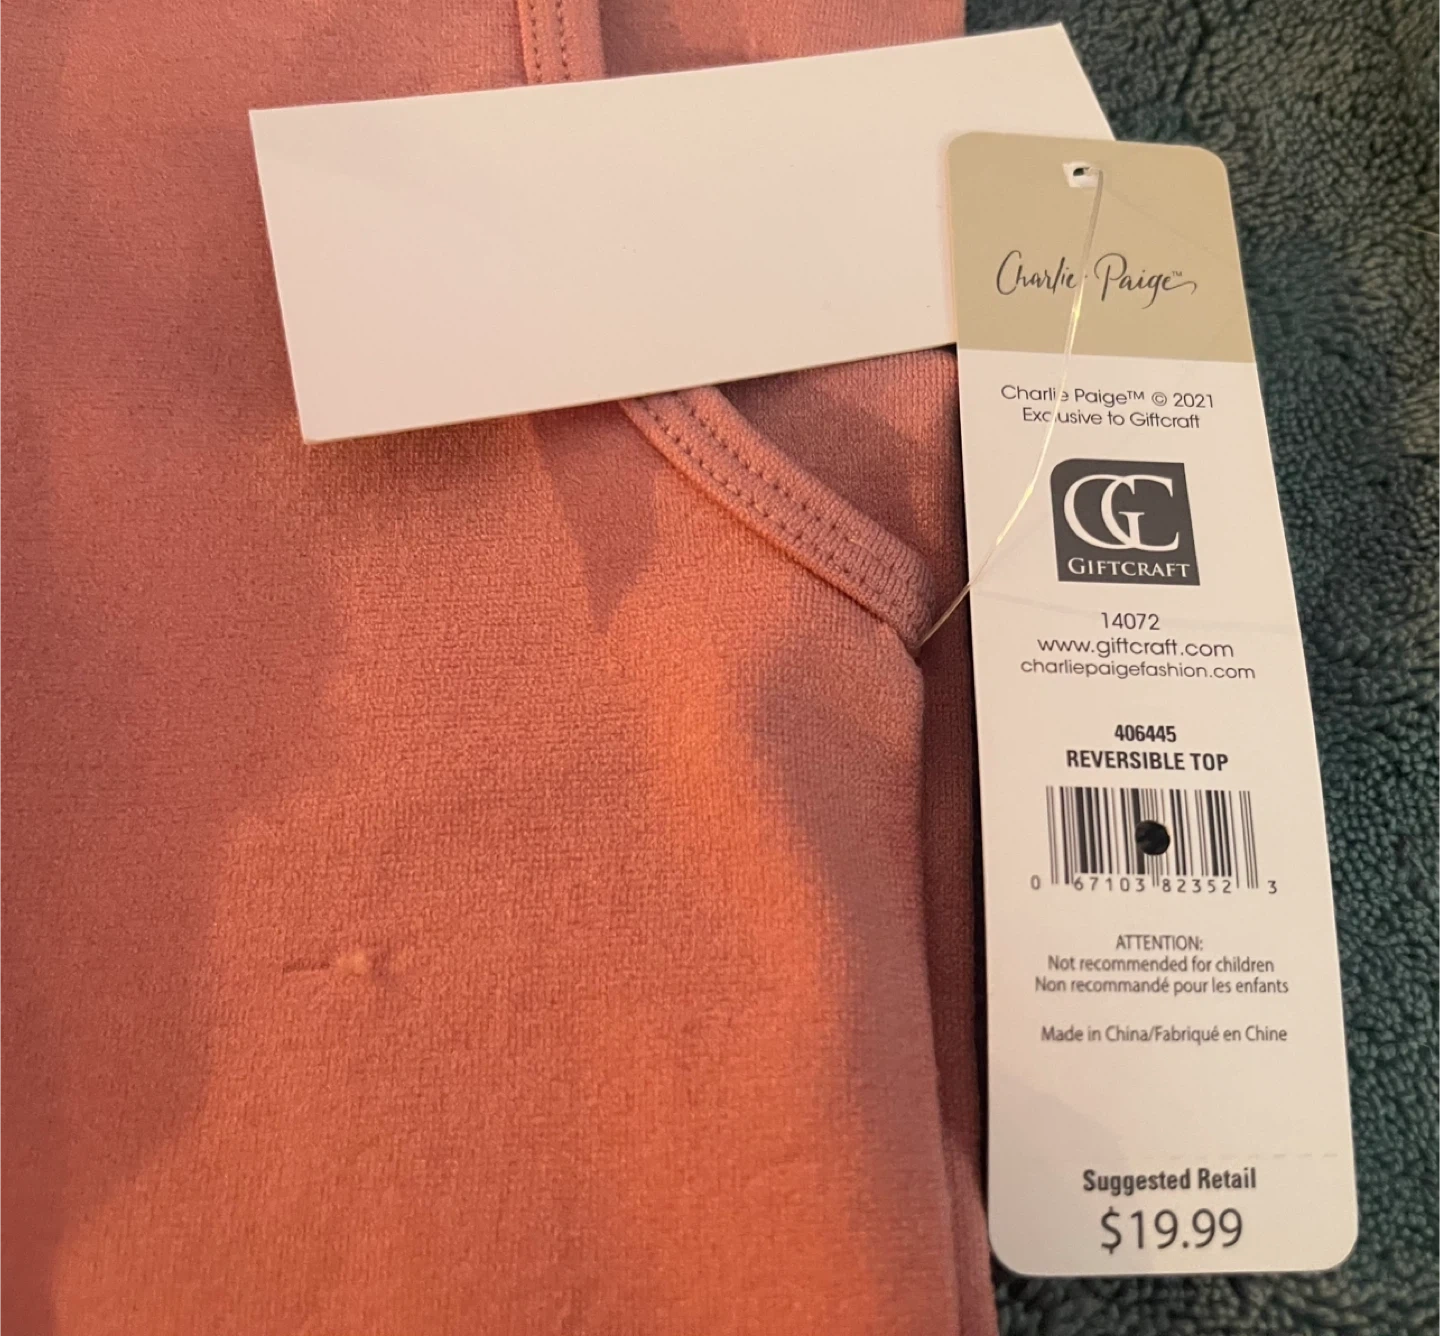 Charlie Paige™
Charlie Paige™ © 2021
Exclusive to Giftcraft
GC
GIFTCRAFT
14072
www.giftcraft.com
charliepaigefashion.com
406445
REVERSIBLE TOP
0 67103 82352 3
ATTENTION:
Not recommended for children
Non recommandé pour les enfants
Made in China/Fabriqué en Chine
Suggested Retail
$19.99